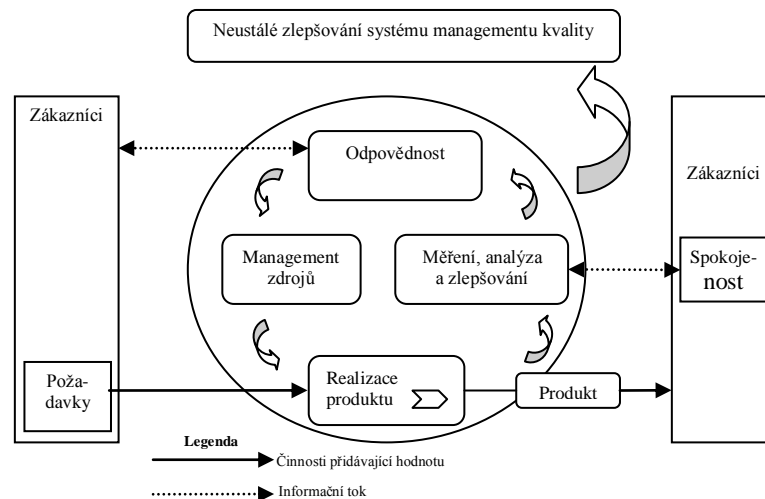 Neustálé zlepšování systému managementu kvality
Zákazníci
Odpovědnost
Zákazníci
Management
zdrojů
Měření, analýza
a zlepšování
Spokoje-
nost
Poža-
davky
Realizace
produktu
Produkt
Legenda
Činnosti přidávající hodnotu
Informační tok